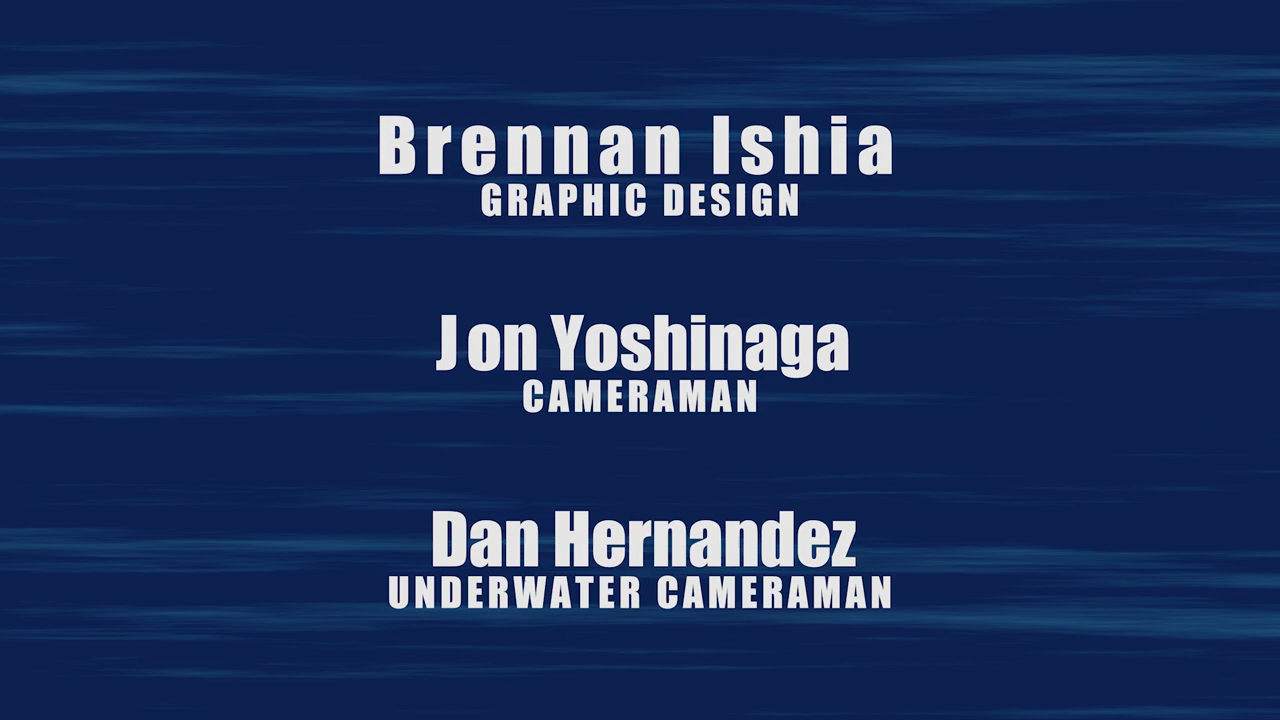 Brennan Ishia
GRAPHIC DESIGN
Jon Yoshinaga
CAMERAMAN
Dan Hernandez
UNDERWATER CAMERAMAN